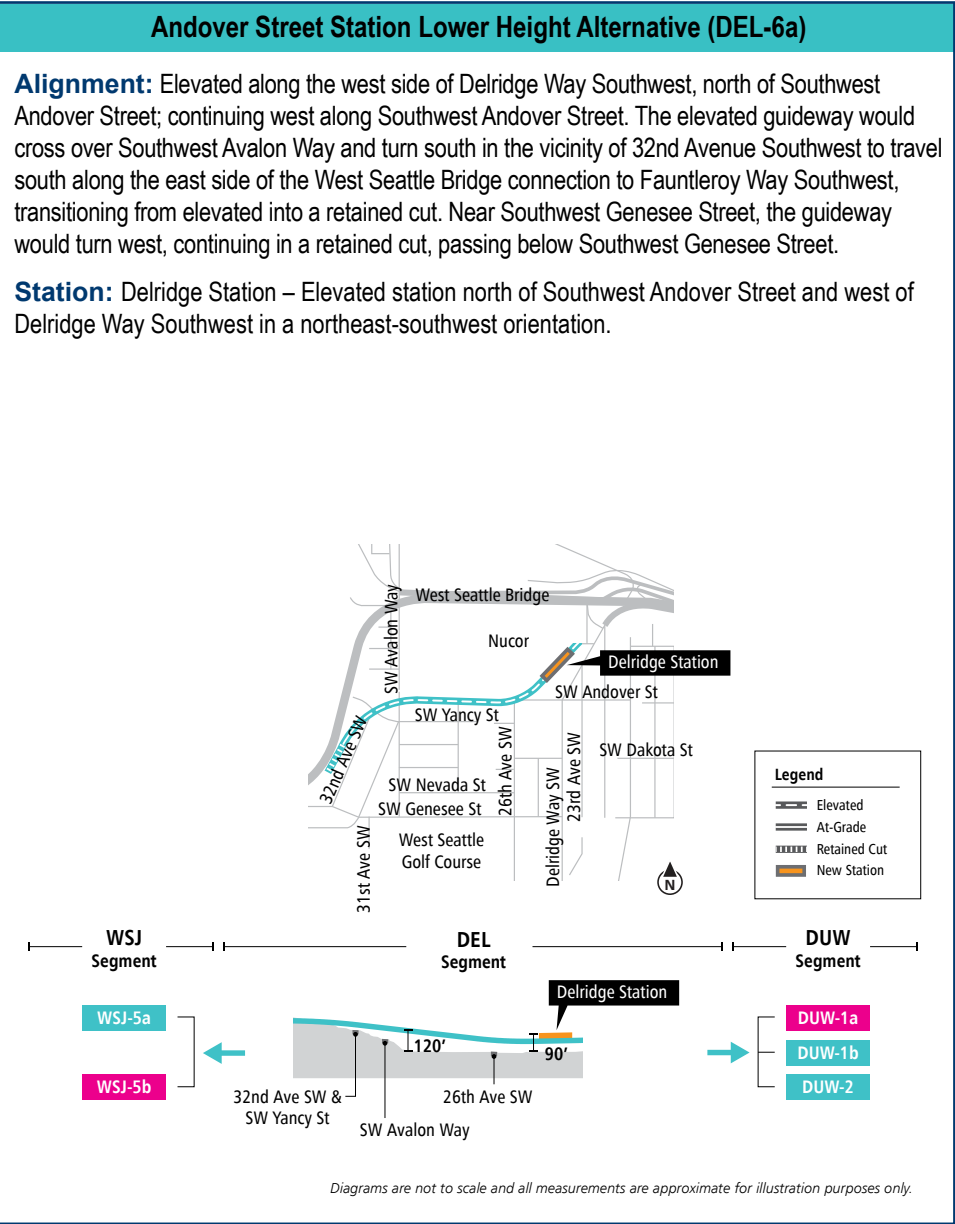 Andover Street Station Lower Height Alternative (DEL-6a)
Alignment: Elevated along the west side of Delridge Way Southwest, north of Southwest
Andover Street; continuing west along Southwest Andover Street. The elevated guideway would
cross over Southwest Avalon Way and turn south in the vicinity of 32nd Avenue Southwest to travel
south along the east side of the West Seattle Bridge connection to Fauntleroy Way Southwest,
transitioning from elevated into a retained cut. Near Southwest Genesee Street, the guideway
would turn west, continuing in a retained cut, passing below Southwest Genesee Street.
Station: Delridge Station – Elevated station north of Southwest Andover Street and west of
Delridge Way Southwest in a northeast-southwest orientation.
West Seattle Bridge
SW Avalon Way
Nucor
Delridge Station
SW Andover St
SW Yancy St
32nd Ave SW
26th Ave SW
23rd Ave SW
SW Dakota St
SW Nevada St
SW Genesee St
Delridge Way SW
31st Ave SW
West Seattle
Golf Course
N
Legend
Elevated
At-Grade
Retained Cut
New Station
WSJ
Segment
DEL
Segment
DUW
Segment
WSJ-5a
WSJ-5b
Delridge Station
120’
90’
32nd Ave SW &
SW Yancy St
SW Avalon Way
26th Ave SW
DUW-1a
DUW-1b
DUW-2
Diagrams are not to scale and all measurements are approximate for illustration purposes only.